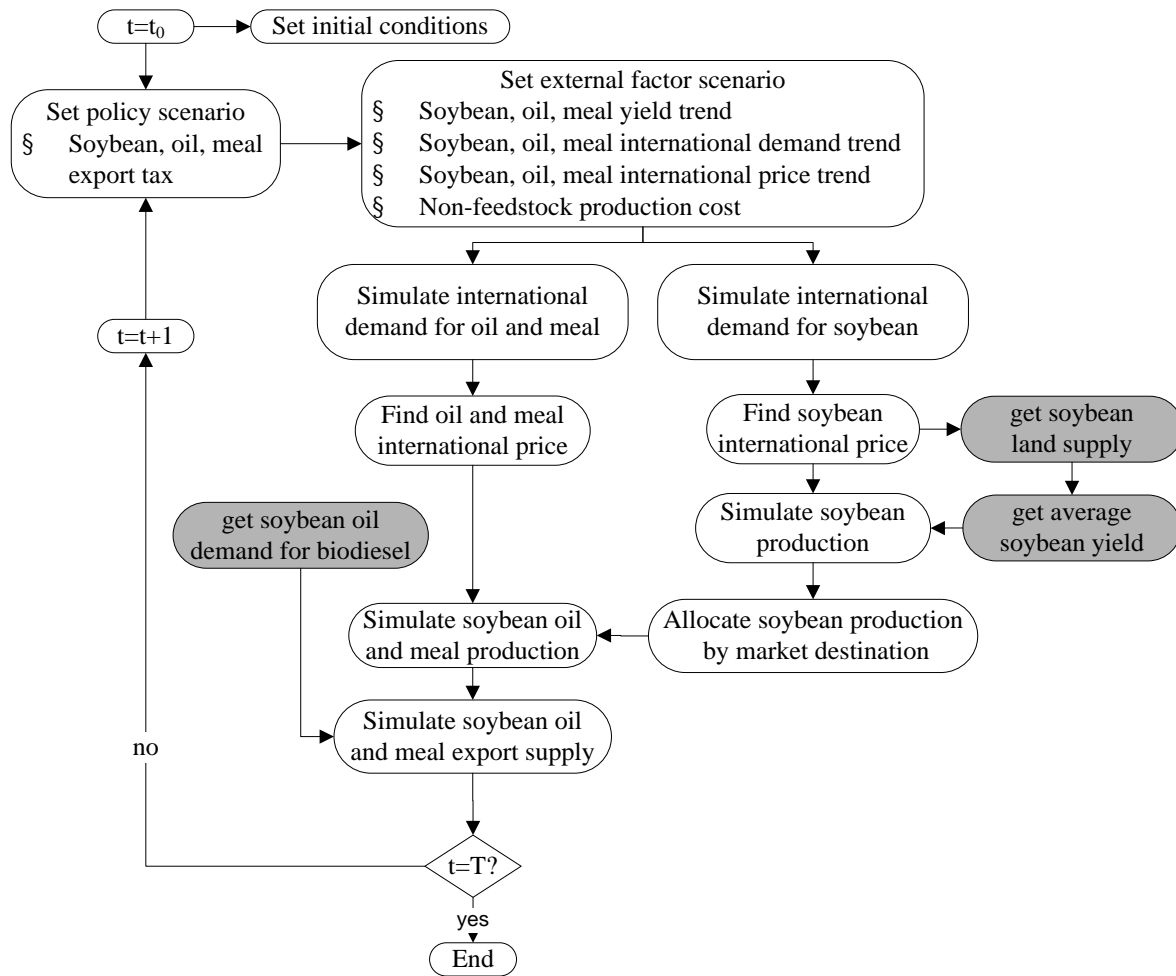 t=t0
Set initial conditions
Set policy scenario
§ Soybean, oil, meal
export tax
Set external factor scenario
§ Soybean, oil, meal yield trend
§ Soybean, oil, meal international demand trend
§ Soybean, oil, meal international price trend
§ Non-feedstock production cost
Simulate international
demand for oil and meal
Simulate international
demand for soybean
t=t+1
Find oil and meal
international price
Find soybean
international price
get soybean
land supply
get soybean oil
demand for biodiesel
Simulate soybean
production
get average
soybean yield
Simulate soybean oil
and meal production
Allocate soybean production
by market destination
Simulate soybean oil
and meal export supply
no
t=T?
yes
End